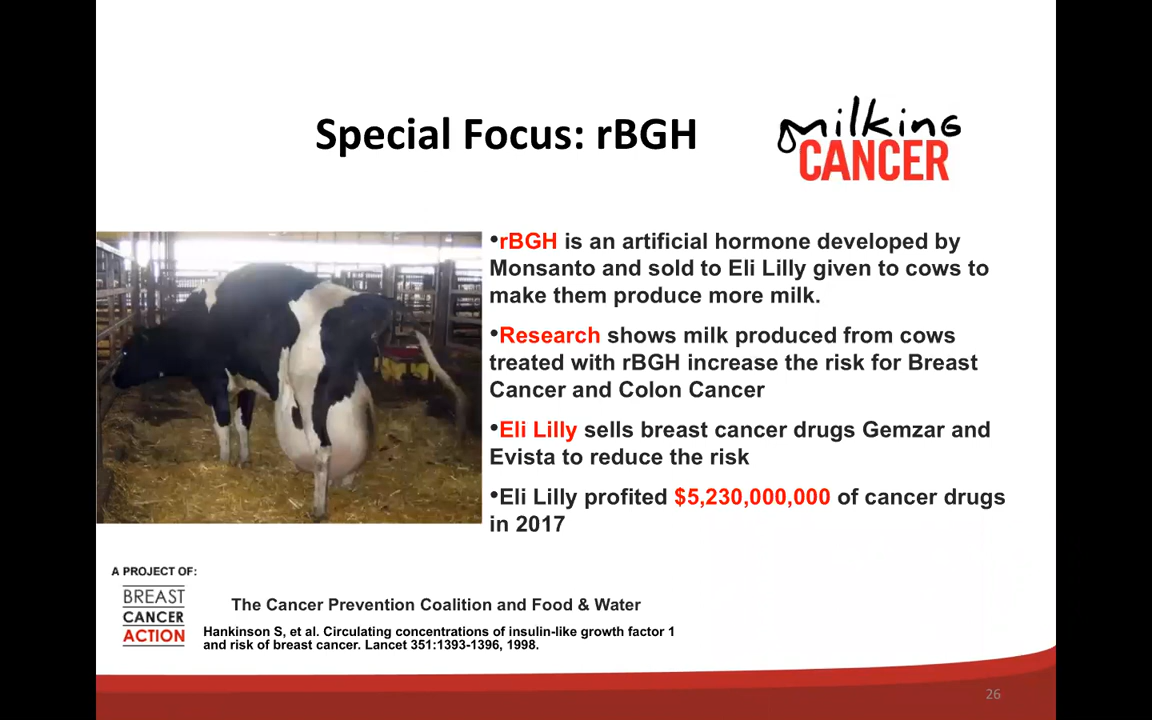 Special Focus: rBGH
milking
CANCER
•rBGH is an artificial hormone developed by
Monsanto and sold to Eli Lilly given to cows to
make them produce more milk.
•Research shows milk produced from cows
treated with rBGH increase the risk for Breast
Cancer and Colon Cancer
•Eli Lilly sells breast cancer drugs Gemzar and
Evista to reduce the risk
•Eli Lilly profited $5,230,000,000 of cancer drugs
in 2017
A PROJECT OF:
BREAST
CANCER
ACTION
The Cancer Prevention Coalition and Food & Water
Hankinson S, et al. Circulating concentrations of insulin-like growth factor 1
and risk of breast cancer. Lancet 351:1393-1396, 1998.
26